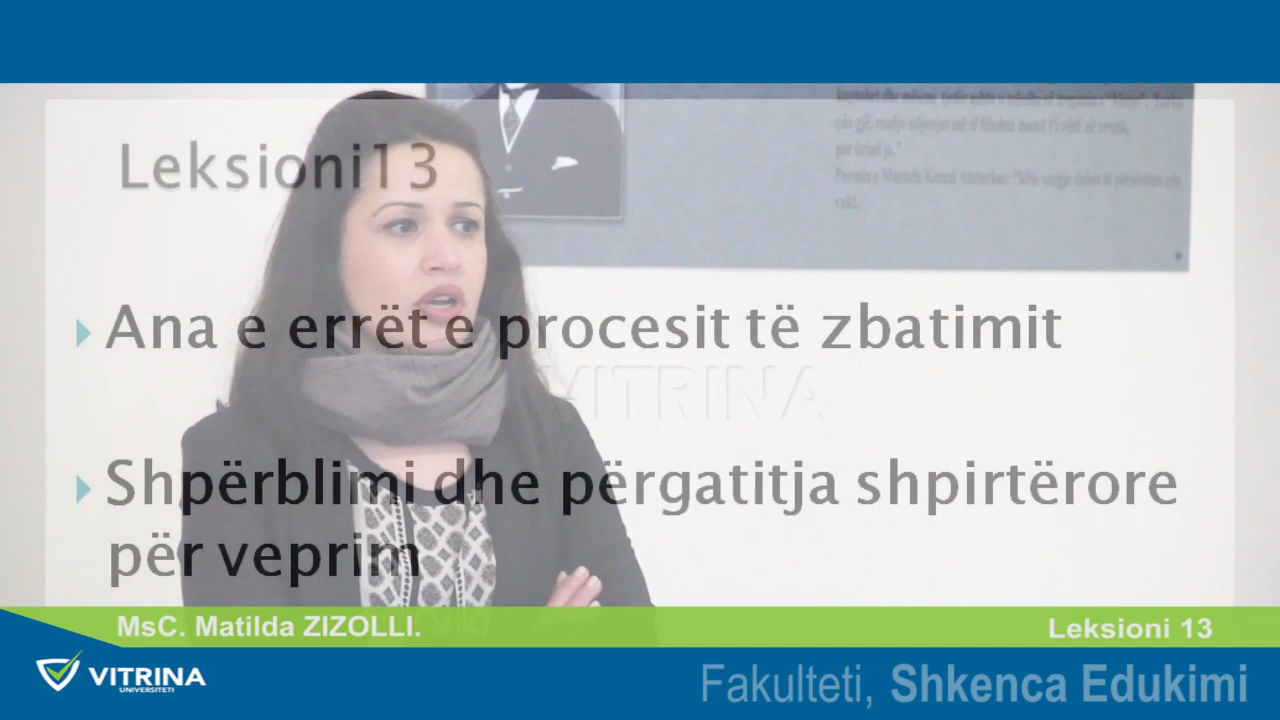 Leksioni13
Ana e errët e procesit të zbatimit
VITRINA
Shpërblimi dhe përgatitja shpirtërore
për veprim
MsC. Matilda ZIZOLLI.
Leksioni 13
VITRINA
UNIVERSITETI
Fakulteti, Shkenca Edukimi